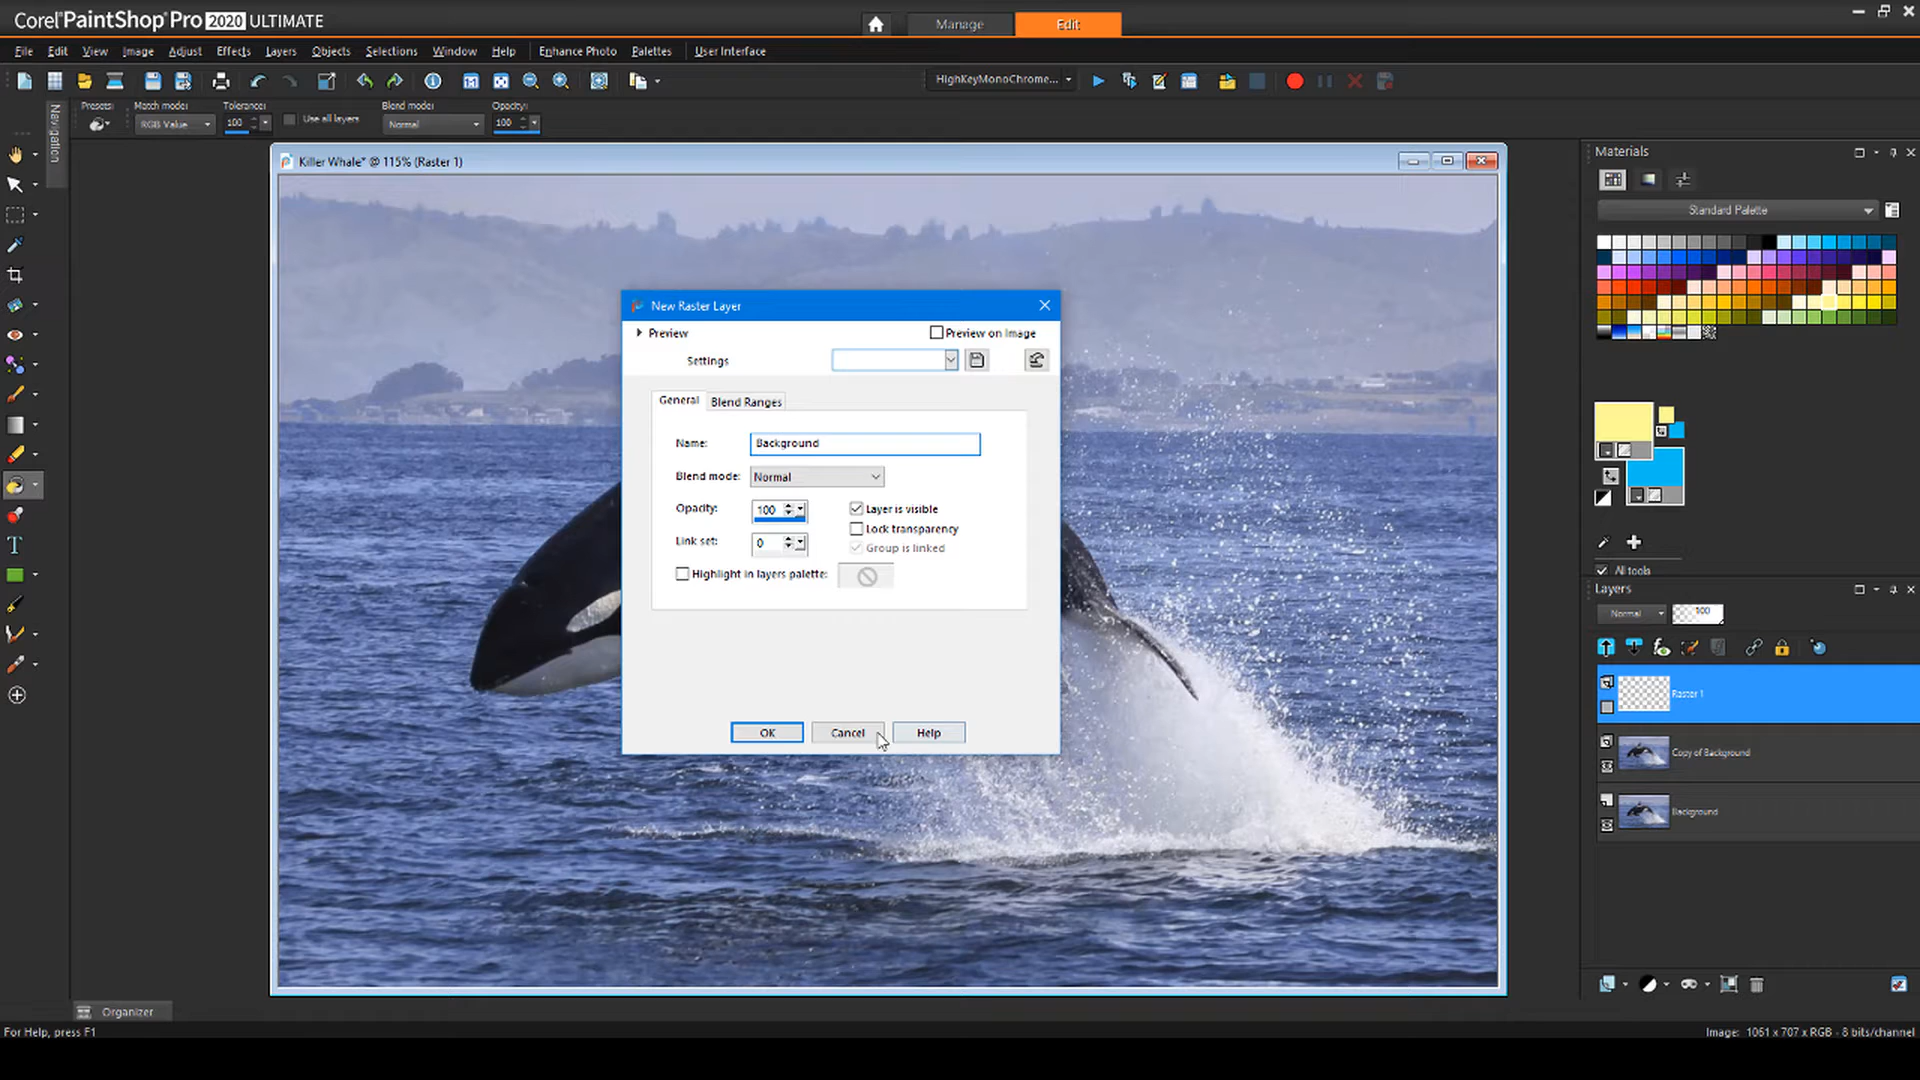 Corel PaintShop Pro 2020 ULTIMATE
Manage
Edit
File Edit View Image Adjust Effects Layers Objects Selections Window Help Enhance Photo Palettes User Interface
HighKeyMonoChrome...
Presets: Match mode: Tolerance: Blend mode: Opacity:
RGB Value 100 Use all layers Normal 100
Navigation
Killer Whale* @ 115% (Raster 1)
New Raster Layer
Preview
Preview on Image
Settings
General Blend Ranges
Name: Background
Blend mode: Normal
Opacity: 100
Layer is visible
Lock transparency
Link set: 0
Group is linked
Highlight in layers palette:
OK Cancel Help
Materials
Standard Palette
All tools
Layers
Normal 100
Raster 1
Copy of Background
Background
Organizer
For Help, press F1
Image: 1061 x 707 x RGB - 8 bits/channel